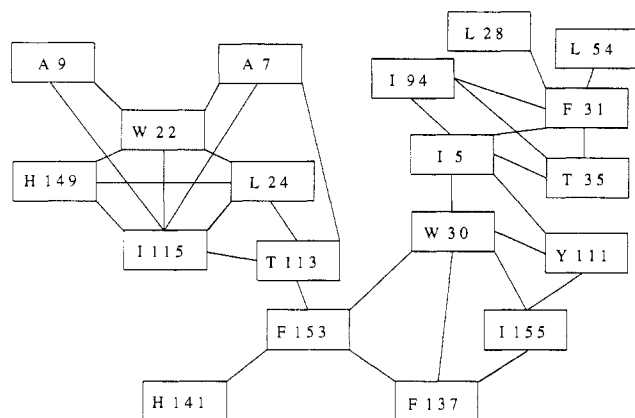 L 28
L 54
A 9
A 7
I 94
F 31
W 22
I 5
T 35
H 149
L 24
W 30
I 115
T 113
Y 111
F 153
I 155
H 141
F 137